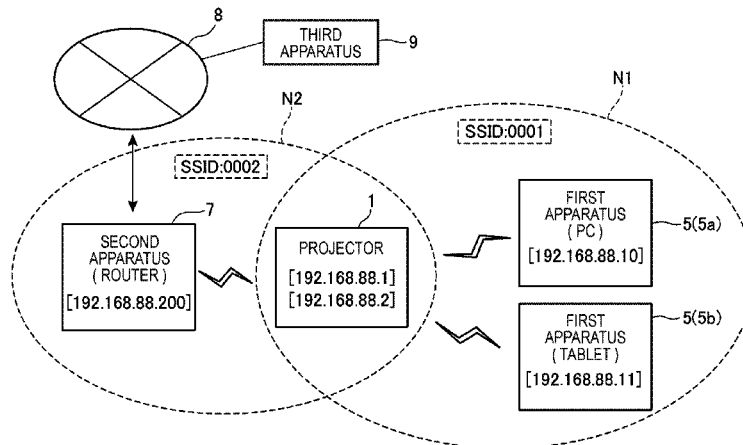 8
THIRD
APPARATUS
9
N2
N1
SSID:0002
SSID:0001
7
SECOND
APPARATUS
(ROUTER)
[192.168.88.200]
1
PROJECTOR
[192.168.88.1]
[192.168.88.2]
FIRST
APPARATUS
(PC)
[192.168.88.10]
5(5a)
FIRST
APPARATUS
(TABLET)
[192.168.88.11]
5(5b)